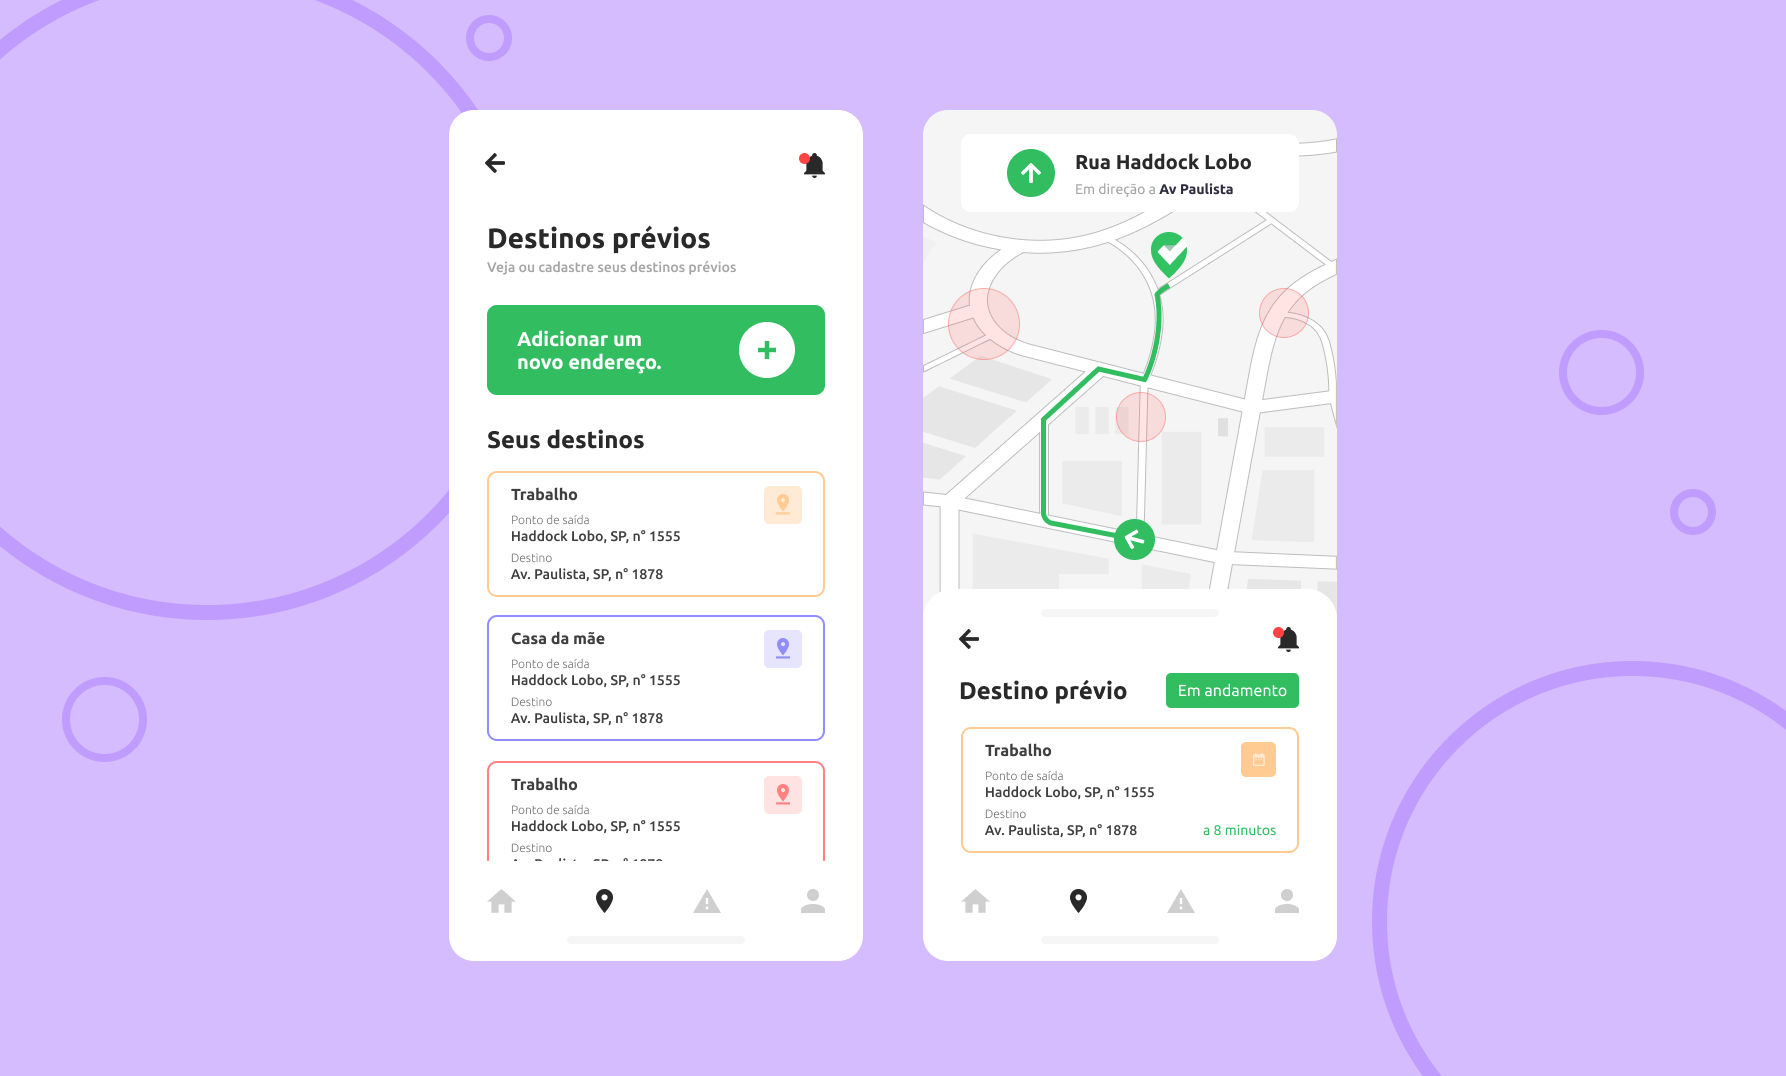 Destinos prévios
Veja ou cadastre seus destinos prévios
Adicionar um
novo endereço.
Seus destinos
Trabalho
Ponto de saída
Haddock Lobo, SP, n° 1555
Destino
Av. Paulista, SP, n° 1878
Casa da mãe
Ponto de saída
Haddock Lobo, SP, n° 1555
Destino
Av. Paulista, SP, n° 1878
Trabalho
Ponto de saída
Haddock Lobo, SP, n° 1555
Destino
Rua Haddock Lobo
Em direção a Av Paulista
Destino prévio
Em andamento
Trabalho
Ponto de saída
Haddock Lobo, SP, n° 1555
Destino
Av. Paulista, SP, n° 1878
a 8 minutos